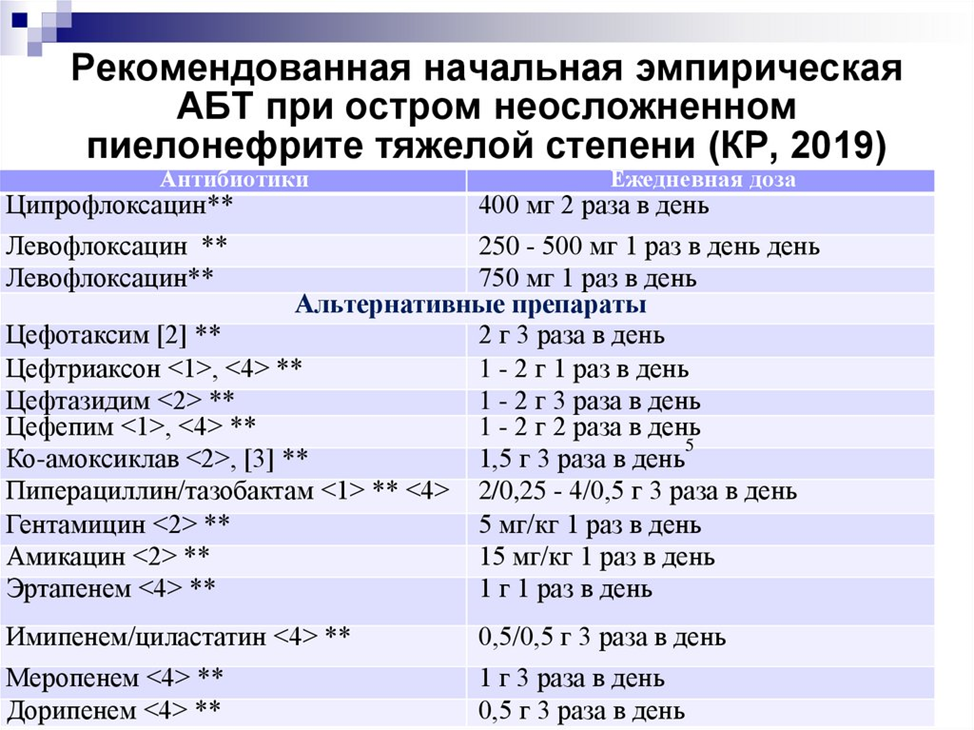 Рекомендованная начальная эмпирическая
АБТ при остром неосложненном
пиелонефрите тяжелой степени (КР, 2019)
Антибиотики Ежедневная доза
Ципрофлоксацин** 400 мг 2 раза в день
Левофлоксацин ** 250 - 500 мг 1 раз в день день
Левофлоксацин** 750 мг 1 раз в день
Альтернативные препараты
Цефотаксим [2] ** 2 г 3 раза в день
Цефтриаксон <1>, <4> ** 1 - 2 г 1 раз в день
Цефтазидим <2> ** 1 - 2 г 3 раза в день
Цефепим <1>, <4> ** 1 - 2 г 2 раза в день
Ко-амоксиклав <2>, [3] ** 1,5 г 3 раза в день⁵
Пиперациллин/тазобактам <1> ** <4> 2/0,25 - 4/0,5 г 3 раза в день
Гентамицин <2> ** 5 мг/кг 1 раз в день
Амикацин <2> ** 15 мг/кг 1 раз в день
Эртапенем <4> ** 1 г 1 раз в день
Имипенем/циластатин <4> ** 0,5/0,5 г 3 раза в день
Меропенем <4> ** 1 г 3 раза в день
Дорипенем <4> ** 0,5 г 3 раза в день